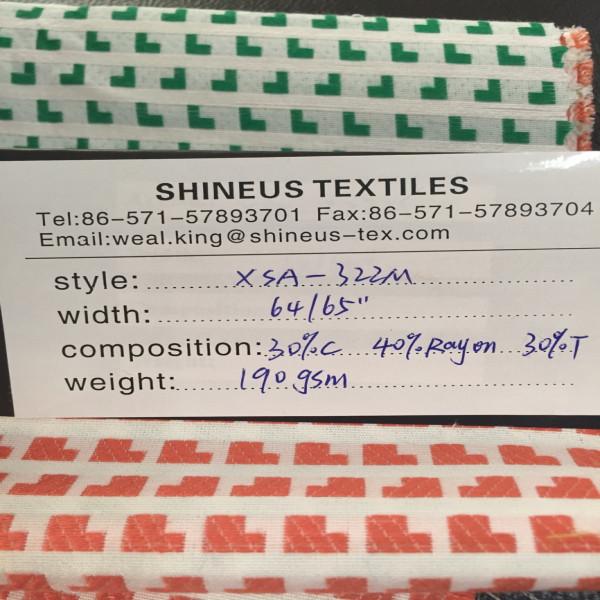 SHINEUS TEXTILES
Tel:86-571-57893701 Fax:86-571-57893704
Email:weal.king@shineus-tex.com
style: XSA-322M
width: 64/65"
composition: 30%C 40%Rayon 30%T
weight: 190gsm